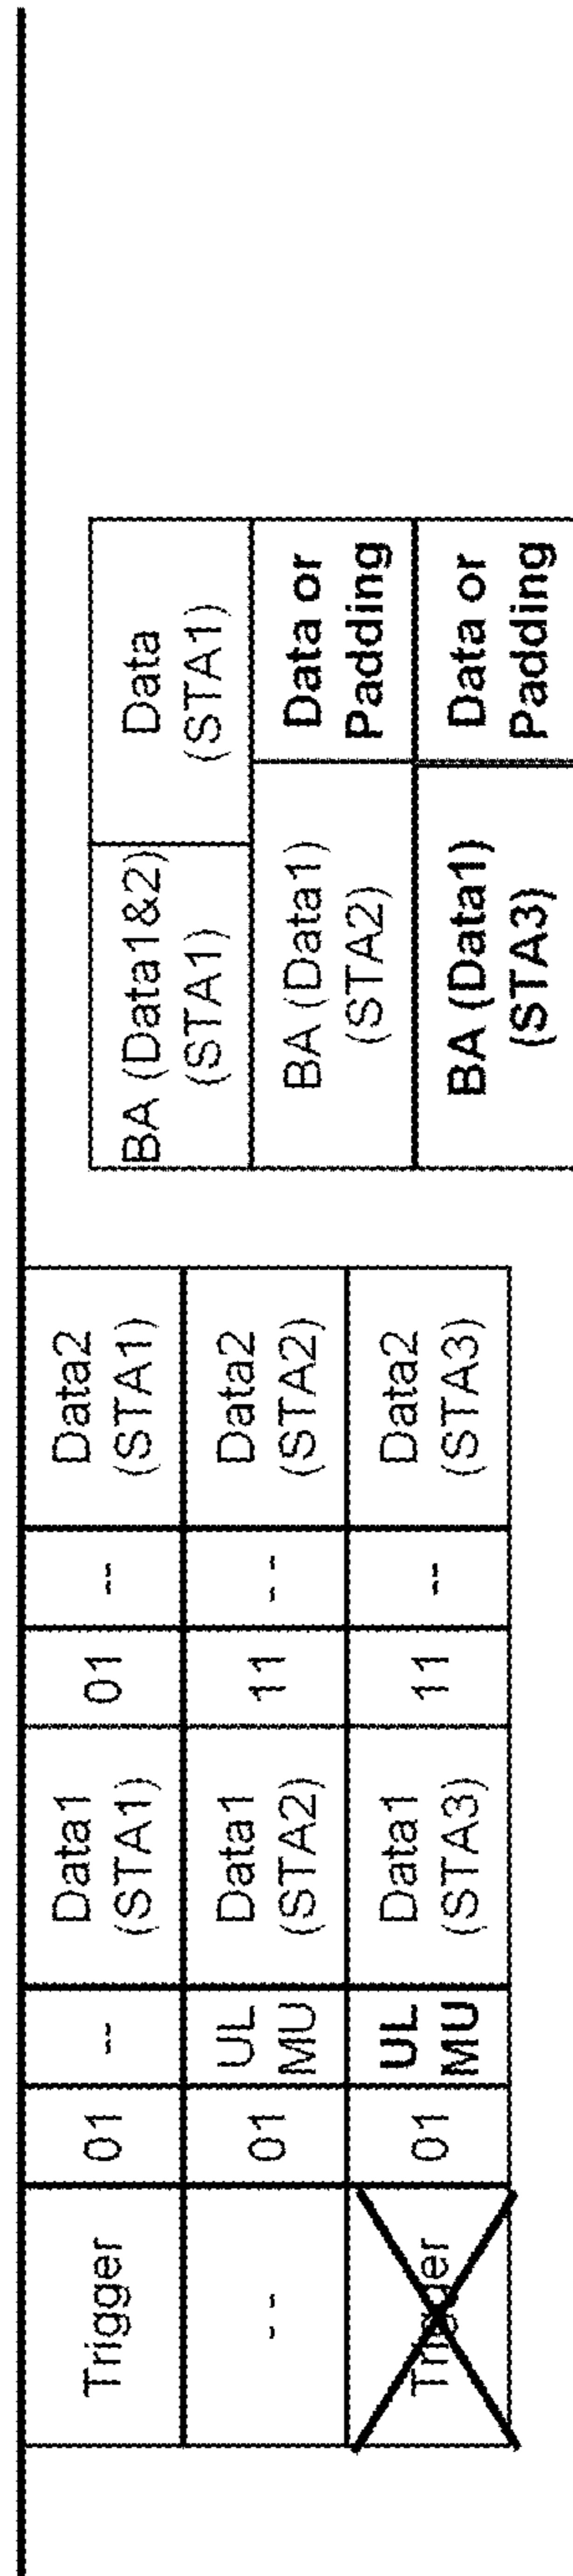 Trigger
01
--
Data1
(STA1)
01
--
Data2
(STA1)
- -
01
UL
MU
Data1
(STA2)
11
- -
Data2
(STA2)
Trigger
01
UL
MU
Data1
(STA3)
11
--
Data2
(STA3)
BA (Data1&2)
(STA1)
Data
(STA1)
BA (Data1)
(STA2)
Data or
Padding
BA (Data1)
(STA3)
Data or
Padding